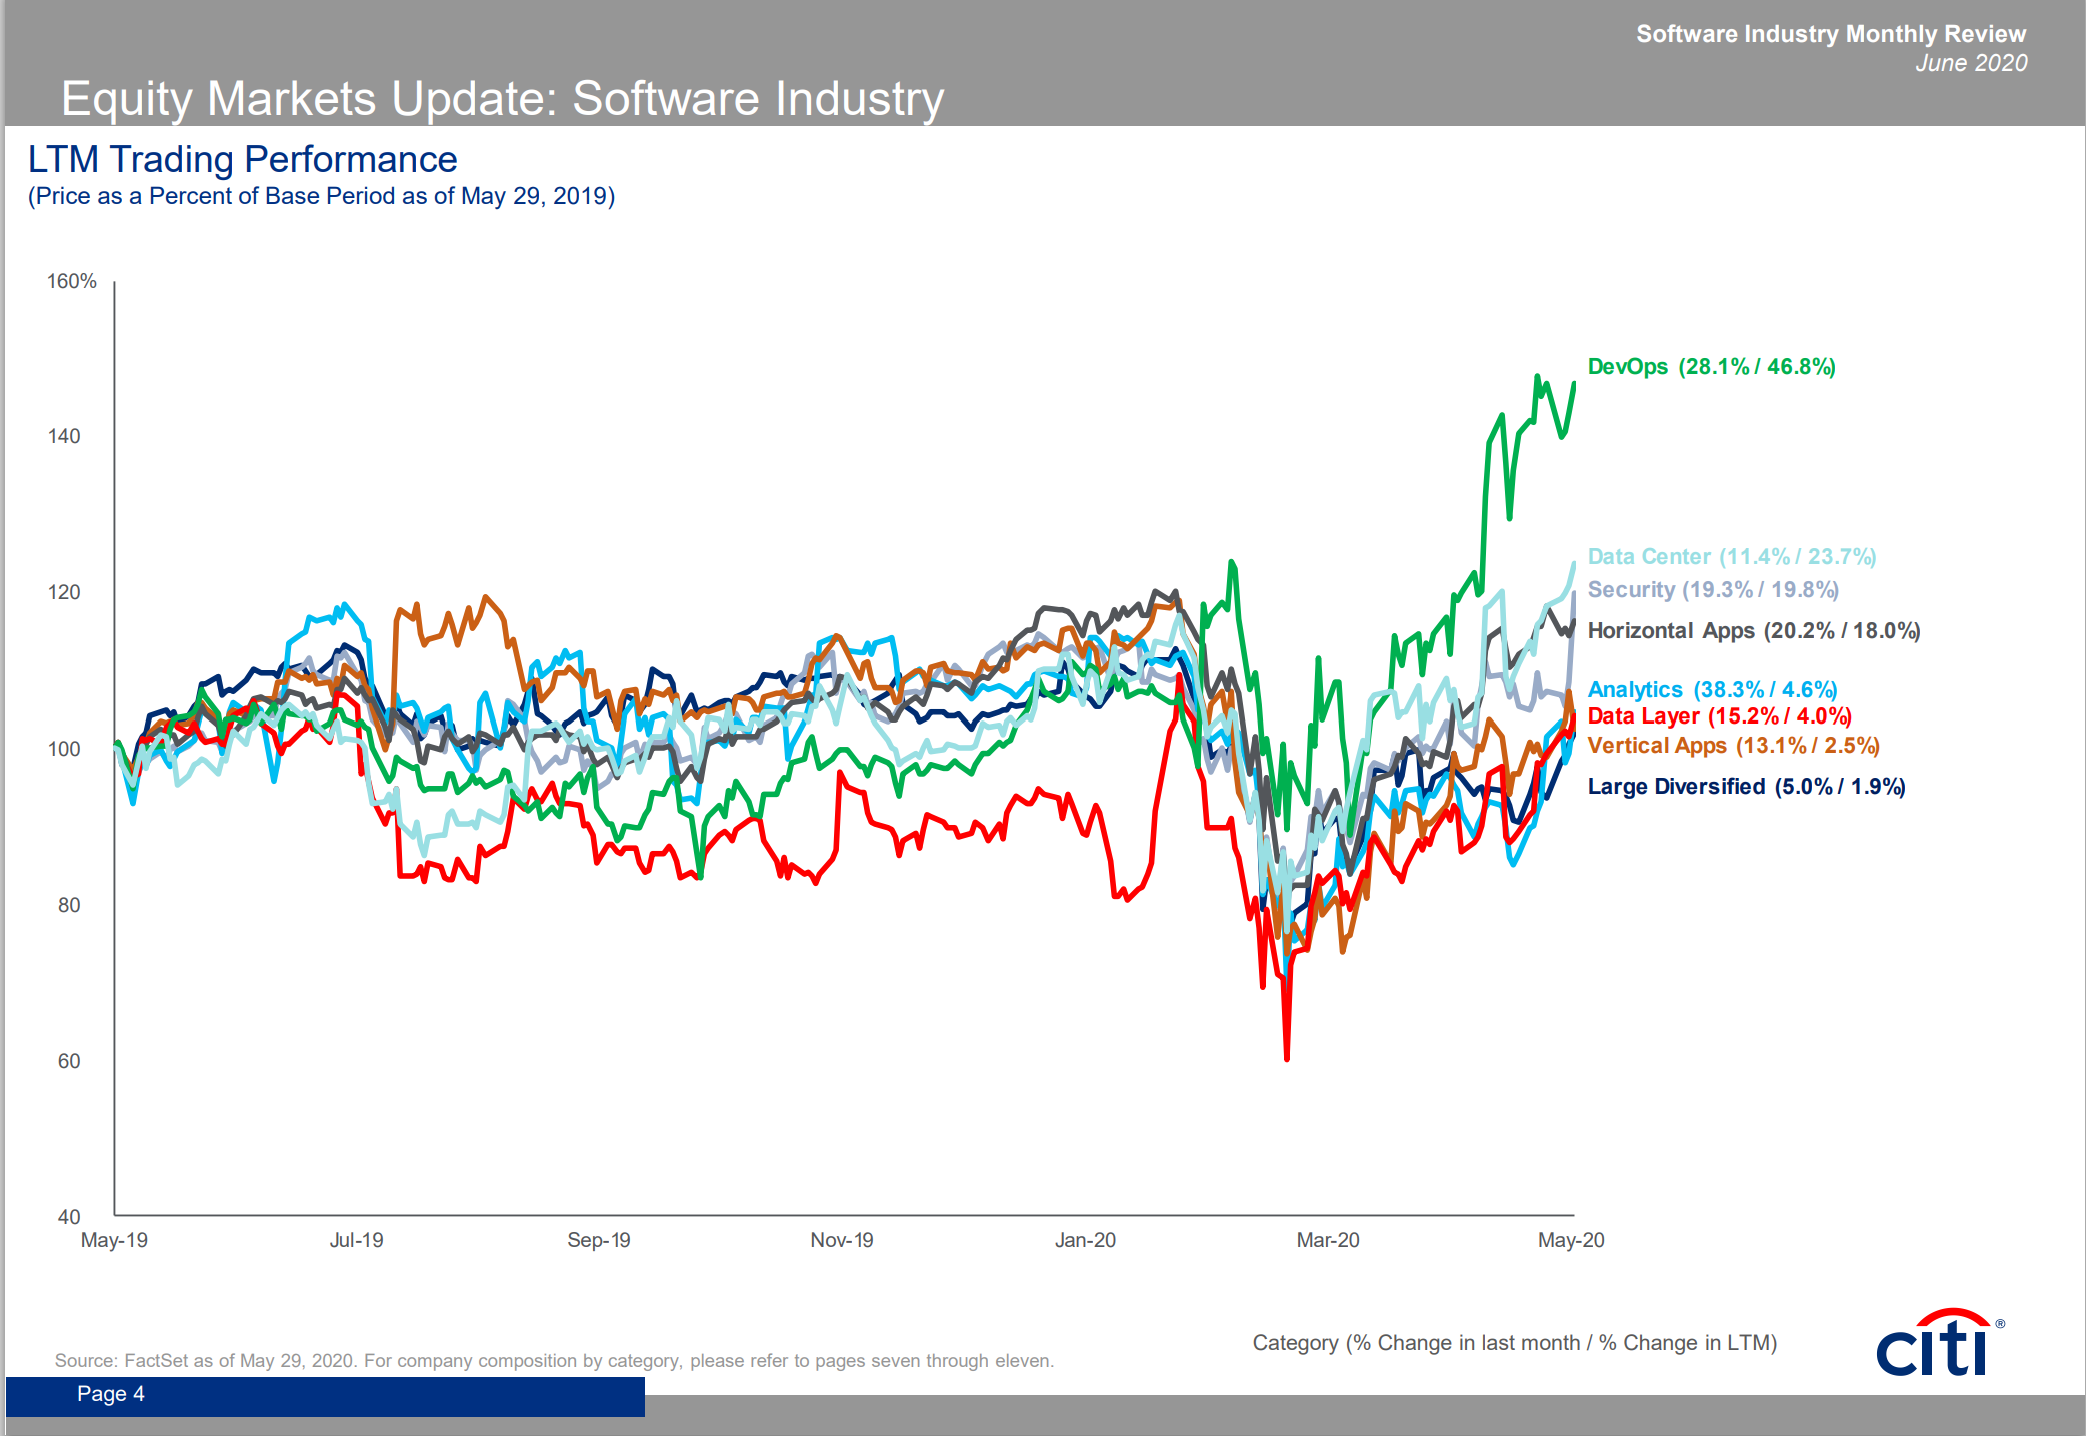 Software Industry Monthly Review
June 2020
Equity Markets Update: Software Industry
LTM Trading Performance
(Price as a Percent of Base Period as of May 29, 2019)
160%
140
120
100
80
60
40
May-19 Jul-19 Sep-19 Nov-19 Jan-20 Mar-20 May-20
DevOps (28.1% / 46.8%)
Data Center (11.4% / 23.7%)
Security (19.3% / 19.8%)
Horizontal Apps (20.2% / 18.0%)
Analytics (38.3% / 4.6%)
Data Layer (15.2% / 4.0%)
Vertical Apps (13.1% / 2.5%)
Large Diversified (5.0% / 1.9%)
Category (% Change in last month / % Change in LTM)
Source: FactSet as of May 29, 2020. For company composition by category, please refer to pages seven through eleven.
citi®
Page 4